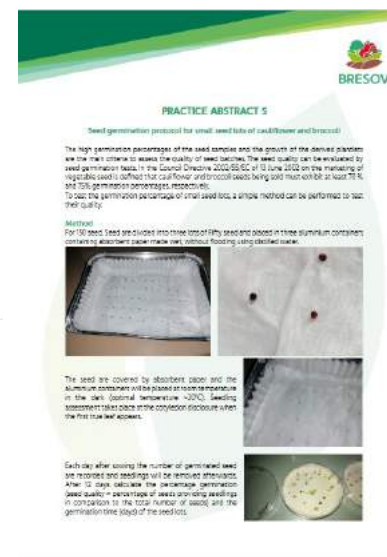 BRESOV
PRACTICE ABSTRACT 5
Seed germination protocol for small seed lots of cauliflower and broccoli
The high germination percentages of the seed samples and the growth of the derived plantlets
are the main criteria to assess the quality of seed batches. The seed quality can be evaluated by
seed germination tests. In the Council Directive 2002/55/EC of 13 June 2002 on the marketing of
vegetable seed is defined that cauliflower and broccoli seeds being sold must exhibit at least 70 %
and 75% germination percentages, respectively.
To test the germination percentage of small seed lots, a simple method can be performed to test
their quality.
Method
For 150 seed. Seed are divided into three lots of Fifty seed and placed in three aluminium containers
containing absorbent paper made wet, without flooding using distilled water.
The seed are covered by absorbent paper and the
aluminium containers will be placed at room temperature
in the dark (optimal temperature ~20°C). Seedling
assessment takes place at the cotyledon disclosure when
the first true leaf appears.
Each day after sowing the number of germinated seed
are recorded and seedlings will be removed afterwards.
After 12 days calculate the percentage germination
(seed quality = percentage of seeds providing seedlings
in comparison to the total number of seeds) and the
germination time (days) of the seed lots.